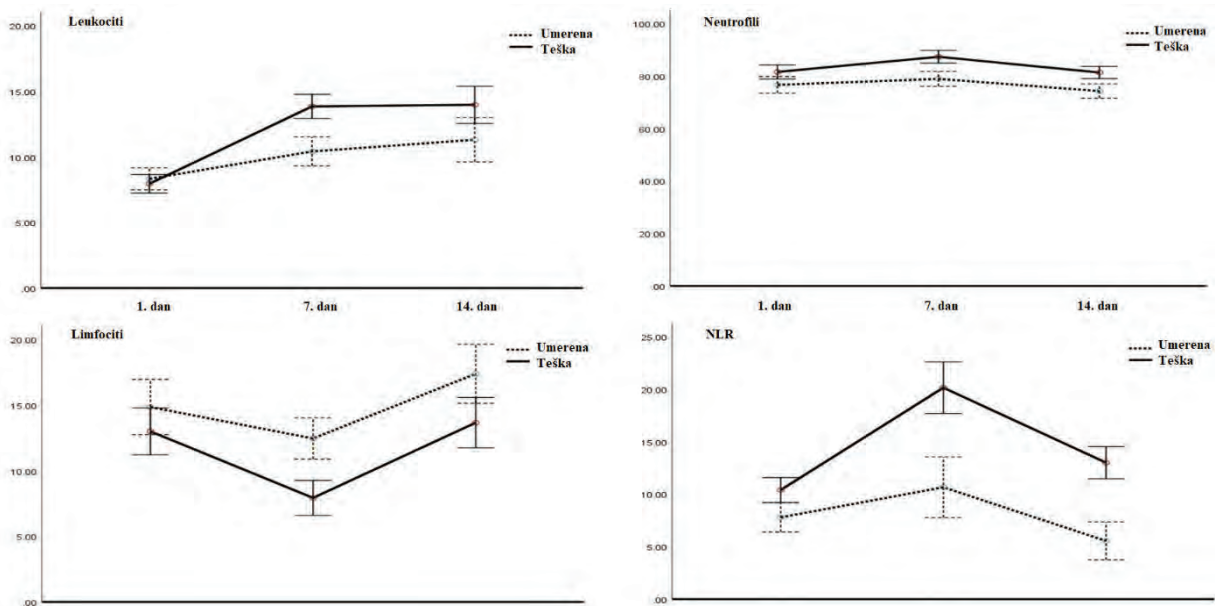 Leukociti
Umerena
Teška
20.00
15.00
10.00
5.00
.00
Neutrofili
Umerena
Teška
100.00
80.00
60.00
40.00
20.00
.00
1. dan 7. dan 14. dan
1. dan 7. dan 14. dan
Limfociti
Umerena
Teška
20.00
15.00
10.00
5.00
.00
NLR
Umerena
Teška
25.00
20.00
15.00
10.00
5.00
.00